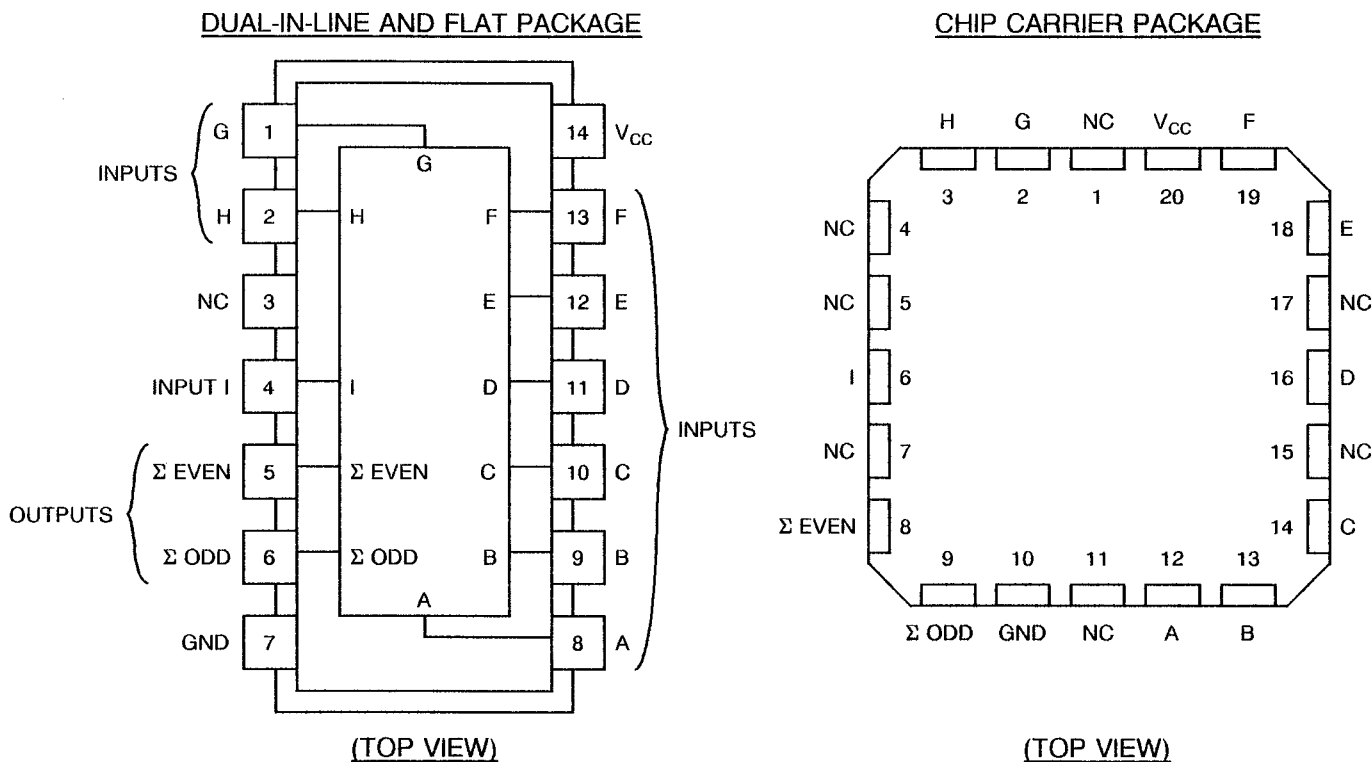 DUAL-IN-LINE AND FLAT PACKAGE
G 1 14 VCC
G
INPUTS
H 2 H F 13 F
NC 3 E 12 E
INPUT I 4 I D 11 D
INPUTS
Σ EVEN 5 Σ EVEN C 10 C
OUTPUTS
Σ ODD 6 Σ ODD B 9 B
A
GND 7 8 A
(TOP VIEW)
CHIP CARRIER PACKAGE
H G NC VCC F
3 2 1 20 19
NC 4 18 E
NC 5 17 NC
I 6 16 D
NC 7 15 NC
Σ EVEN 8 14 C
9 10 11 12 13
Σ ODD GND NC A B
(TOP VIEW)